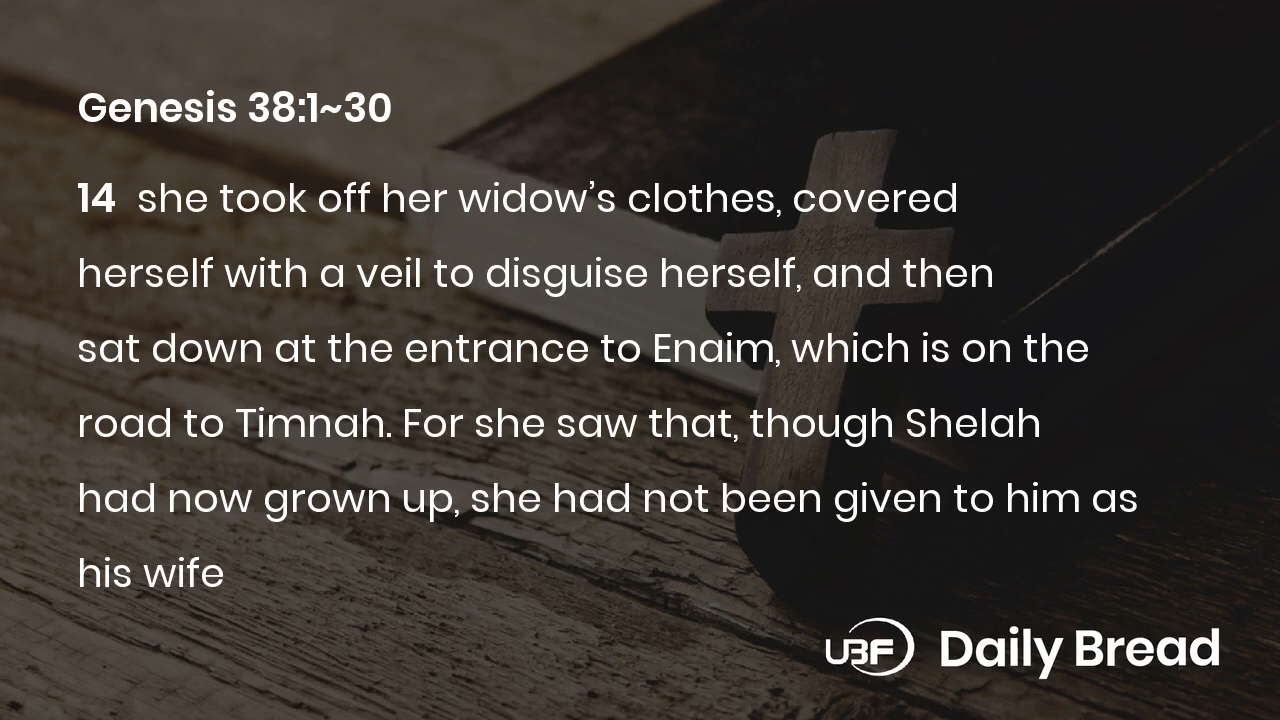 Genesis 38:1~30
14 she took off her widow’s clothes, covered
herself with a veil to disguise herself, and then
sat down at the entrance to Enaim, which is on the
road to Timnah. For she saw that, though Shelah
had now grown up, she had not been given to him as
his wife
UBF Daily Bread